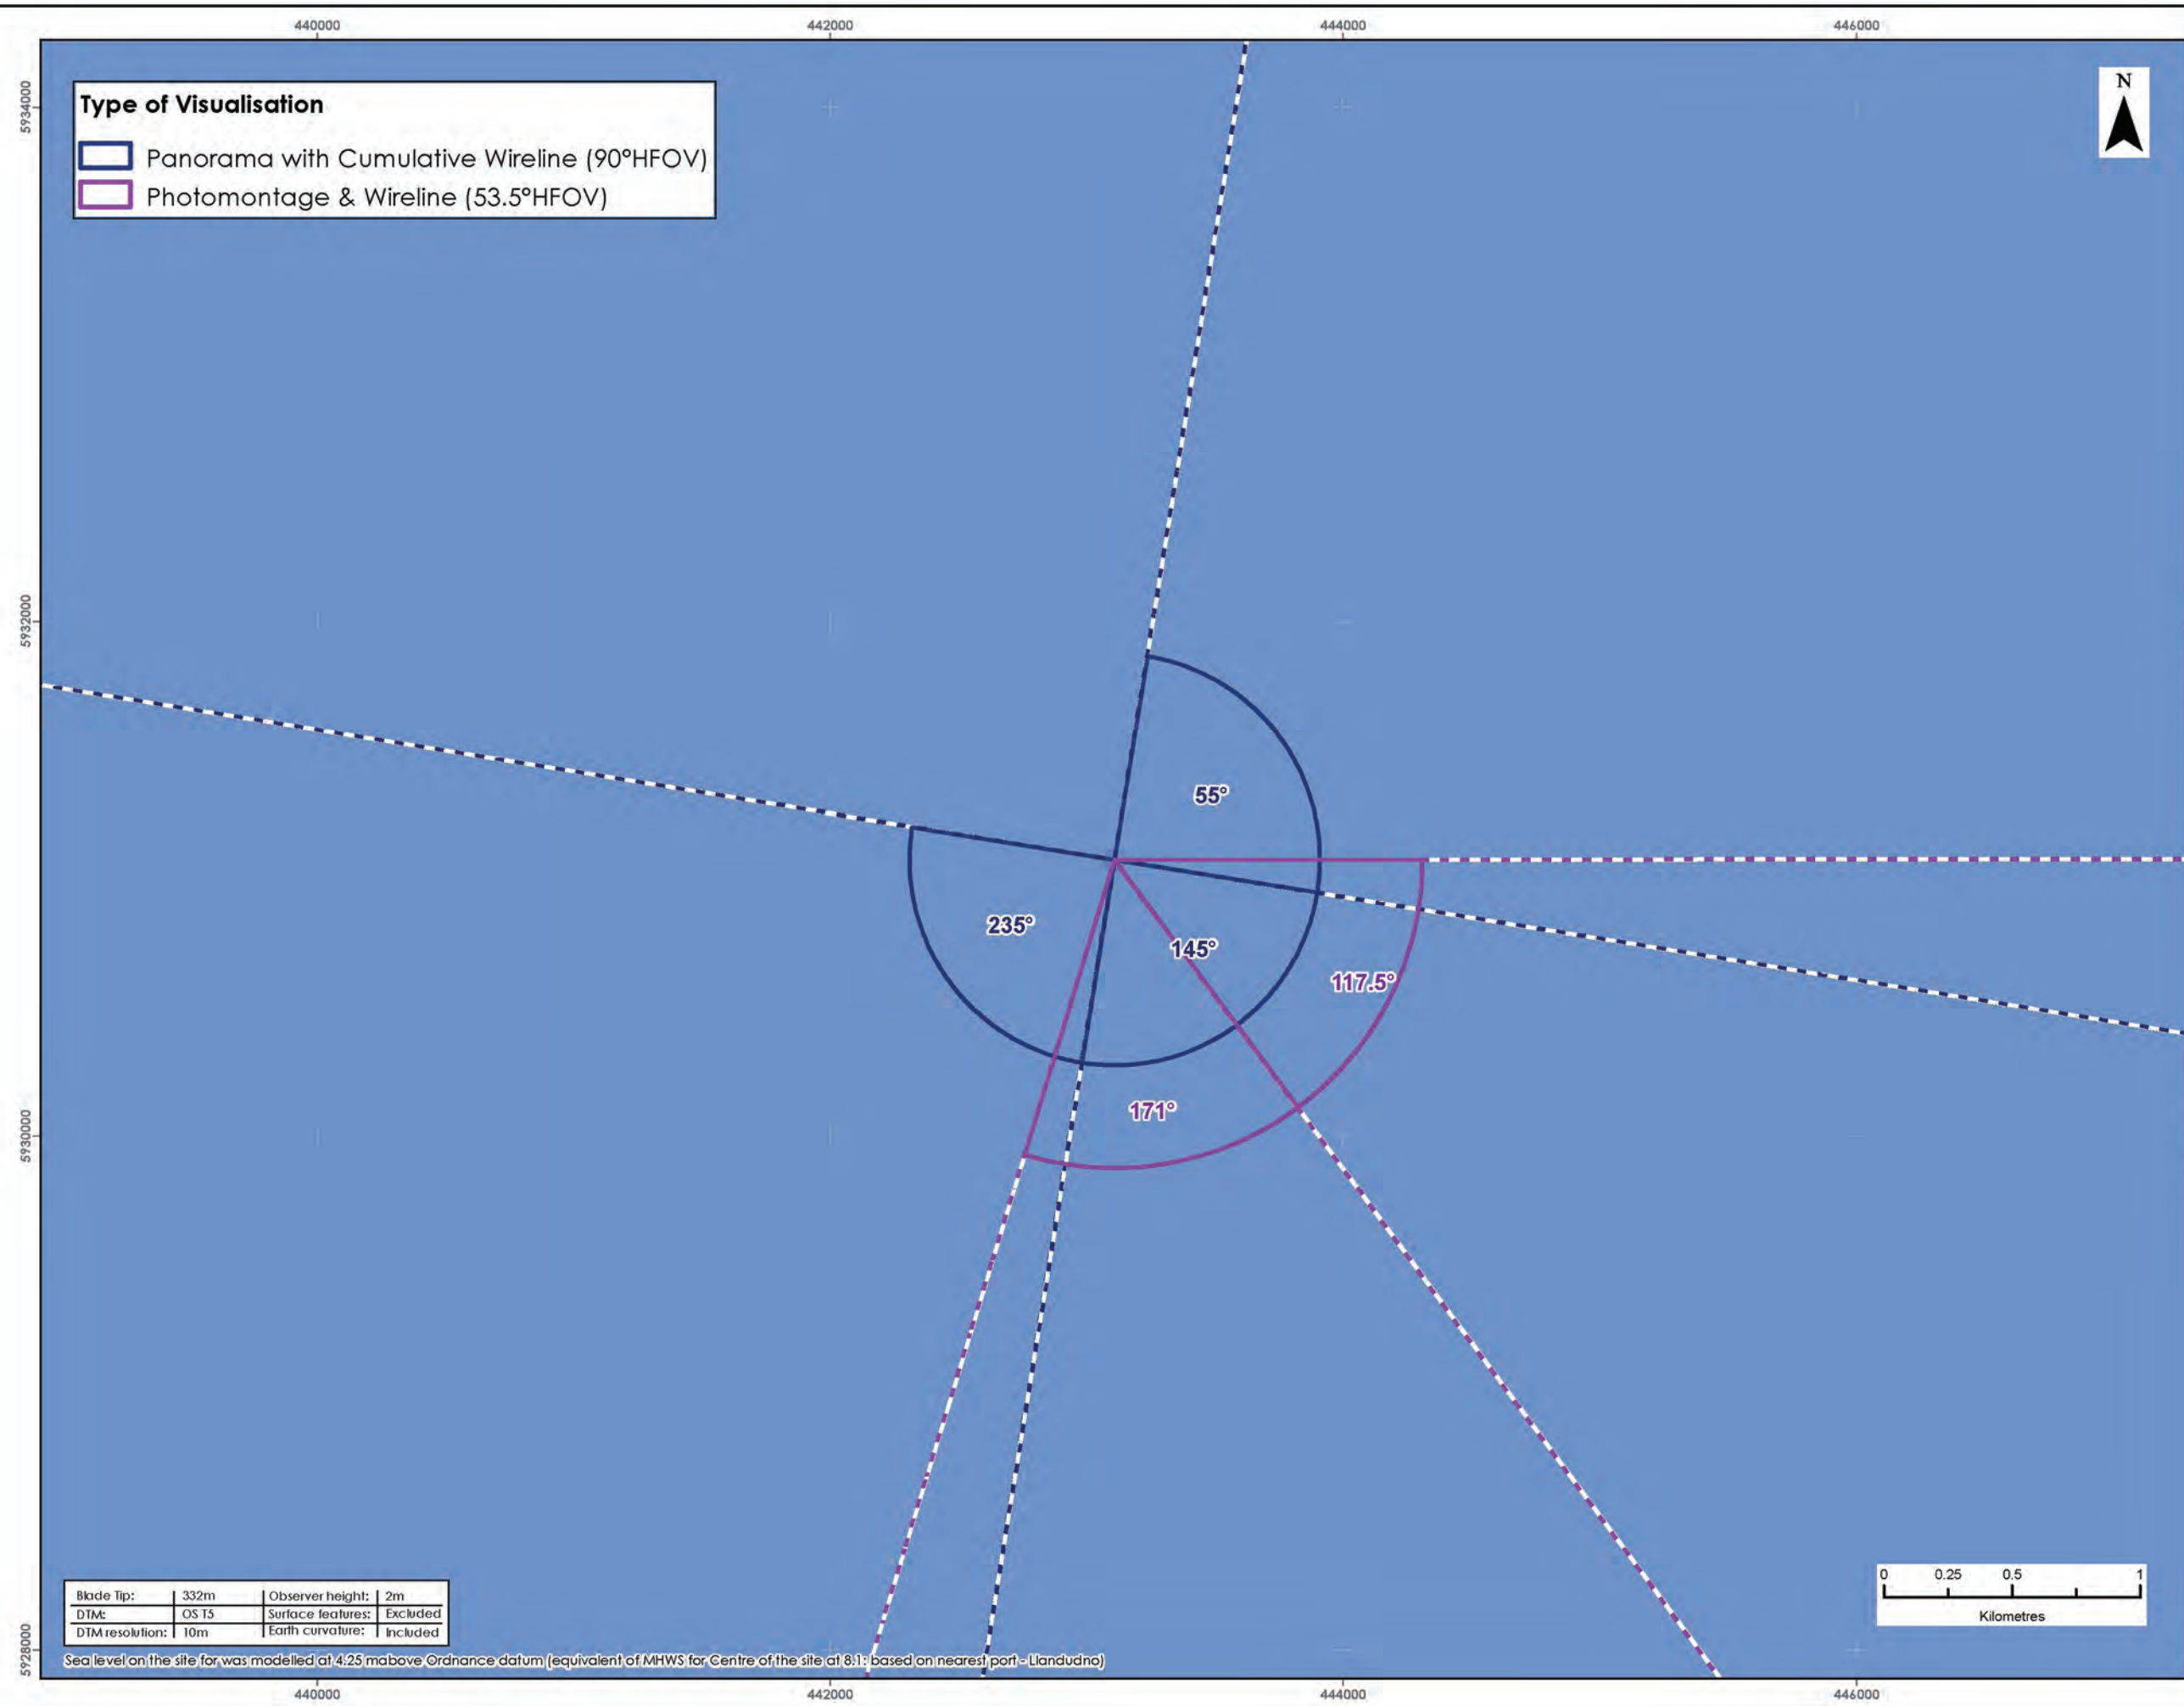 440000 442000 444000 446000
5934000
5932000
5930000
5928000
Type of Visualisation
Panorama with Cumulative Wireline (90°HFOV)
Photomontage & Wireline (53.5°HFOV)
N
55°
235°
145°
117.5°
171°
Blade Tip: 332m Observer height: 2m
DTM: OS T5 Surface features: Excluded
DTM resolution: 10m Earth curvature: Included
Sea level on the site for was modelled at 4.25 mabove Ordnance datum (equivalent of MHWS for Centre of the site at 8.1: based on nearest port - Llandudno)
0 0.25 0.5 1
Kilometres
440000 442000 444000 446000